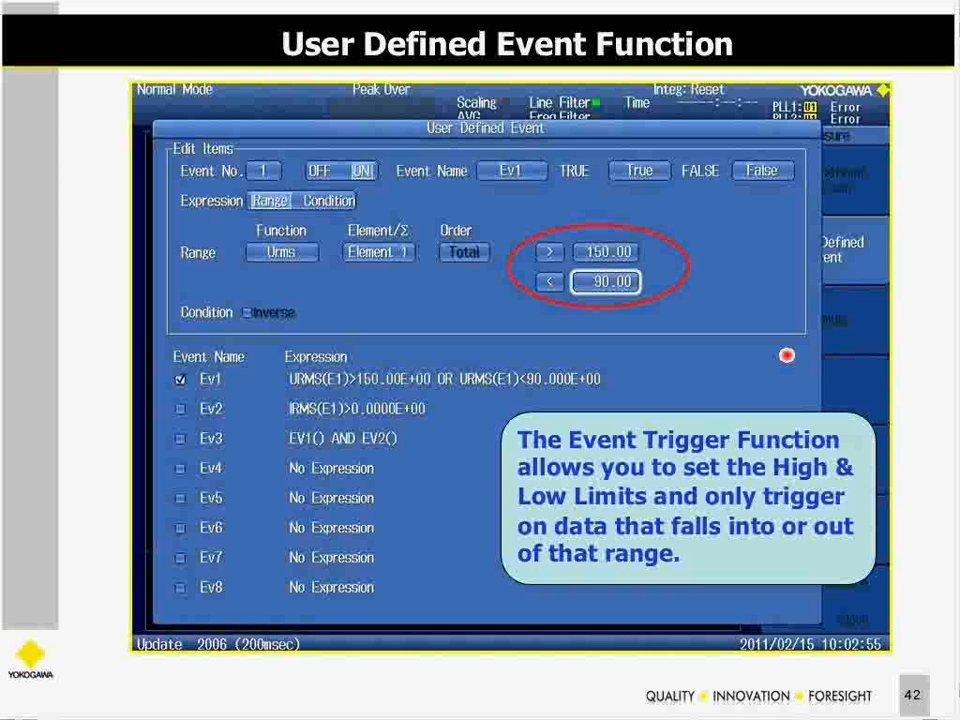 User Defined Event Function
Normal Mode Peak Over Integ: Reset YOKOGAWA
Scaling Line Filter Time -----:--:-- PLL1:U1 Error
AVG Freq Filter Error
User Defined Event
Edit Items
Event No. 1 OFF ON Event Name Ev1 TRUE True FALSE False
Expression Range Condition
Function Element/Σ Order
Range Urms Element 1 Total > 150.00
< 90.00
Condition Inverse
Event Name Expression
Ev1 URMS(E1)>150.00E+00 OR URMS(E1)<90.000E+00
Ev2 IRMS(E1)>0.0000E+00
Ev3 EV1() AND EV2()
Ev4 No Expression
Ev5 No Expression
Ev6 No Expression
Ev7 No Expression
Ev8 No Expression
The Event Trigger Function
allows you to set the High &
Low Limits and only trigger
on data that falls into or out
of that range.
Update 2006 (200msec) 2011/02/15 10:02:55
YOKOGAWA
QUALITY INNOVATION FORESIGHT 42